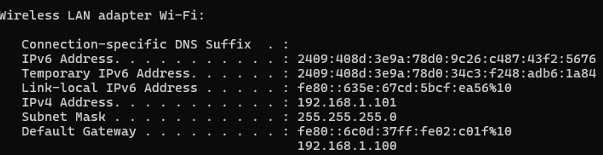 Wireless LAN adapter Wi-Fi:
Connection-specific DNS Suffix  . :
IPv6 Address. . . . . . . . . . . : 2409:408d:3e9a:78d0:9c26:c487:43f2:5676
Temporary IPv6 Address. . . . . . : 2409:408d:3e9a:78d0:34c3:f248:adb6:1a84
Link-local IPv6 Address . . . . . : fe80::635e:67cd:5bcf:ea56%10
IPv4 Address. . . . . . . . . . . : 192.168.1.101
Subnet Mask . . . . . . . . . . . : 255.255.255.0
Default Gateway . . . . . . . . . : fe80::6c0d:37ff:fe02:c01f%10
192.168.1.100